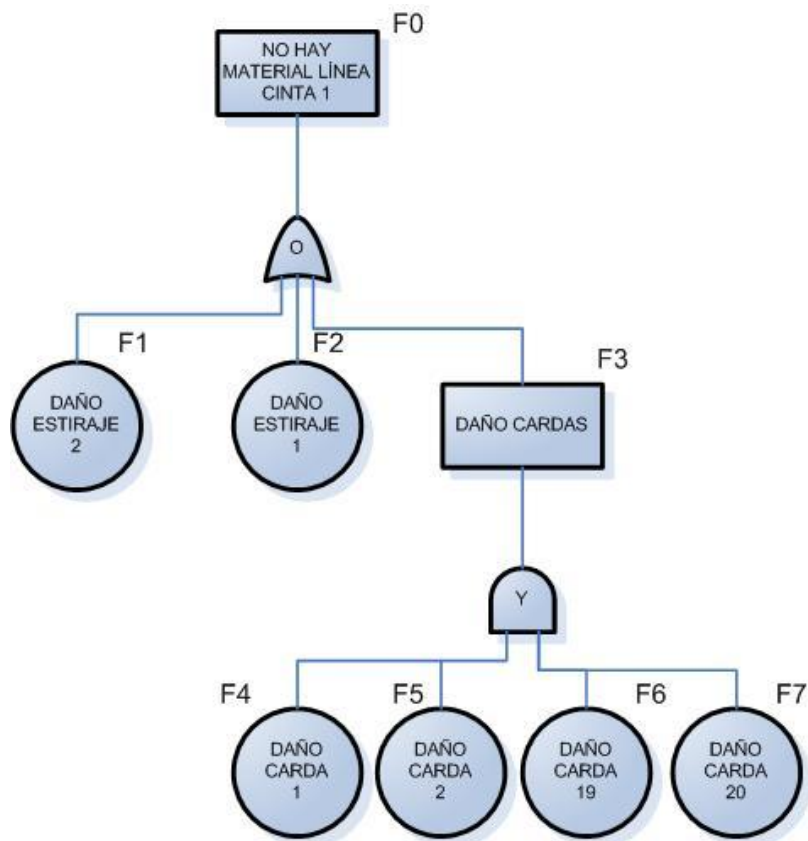 F0
NO HAY
MATERIAL LÍNEA
CINTA 1
O
F1
F2
F3
DAÑO
ESTIRAJE
2
DAÑO
ESTIRAJE
1
DAÑO CARDAS
Y
F4
F5
F6
F7
DAÑO
CARDA
1
DAÑO
CARDA
2
DAÑO
CARDA
19
DAÑO
CARDA
20